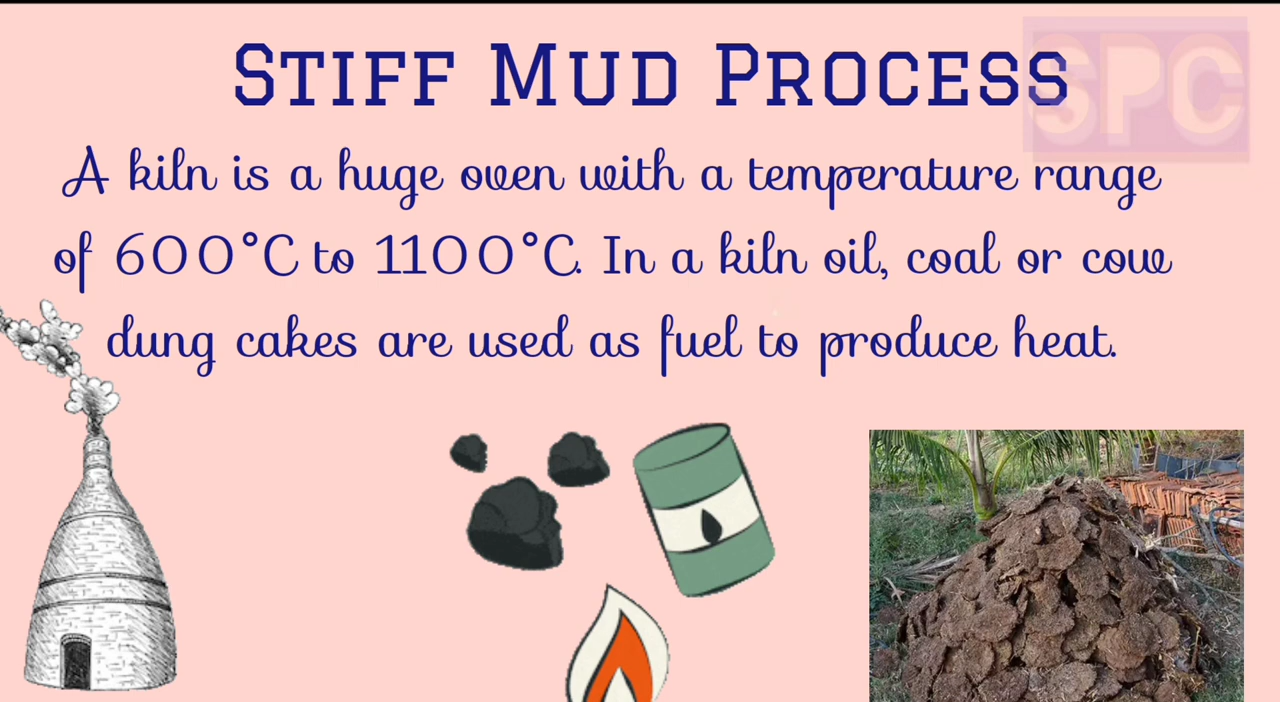 STIFF MUD PROCESS
SPC
A kiln is a huge oven with a temperature range
of 600°C to 1100°C. In a kiln oil, coal or cow
dung cakes are used as fuel to produce heat.